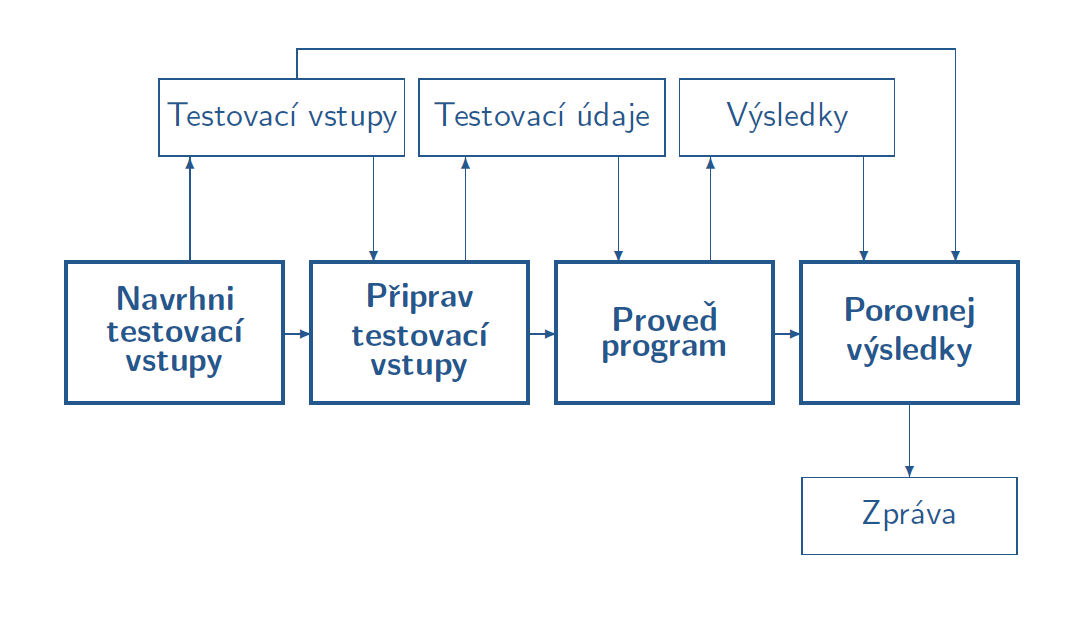 Testovací vstupy
Testovací údaje
Výsledky
Navrhni
testovací
vstupy
Připrav
testovací
vstupy
Proveď
program
Porovnej
výsledky
Zpráva